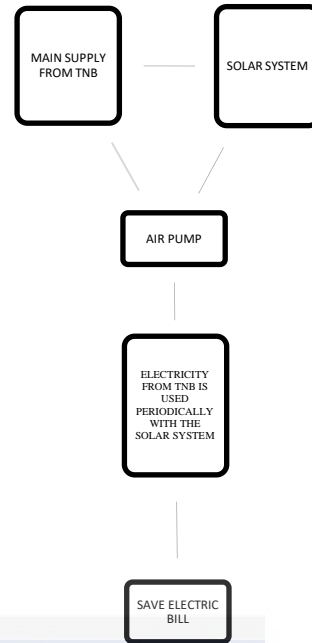 MAIN SUPPLY
FROM TNB
SOLAR SYSTEM
AIR PUMP
ELECTRICITY
FROM TNB IS
USED
PERIODICALLY
WITH THE
SOLAR SYSTEM
SAVE ELECTRIC
BILL